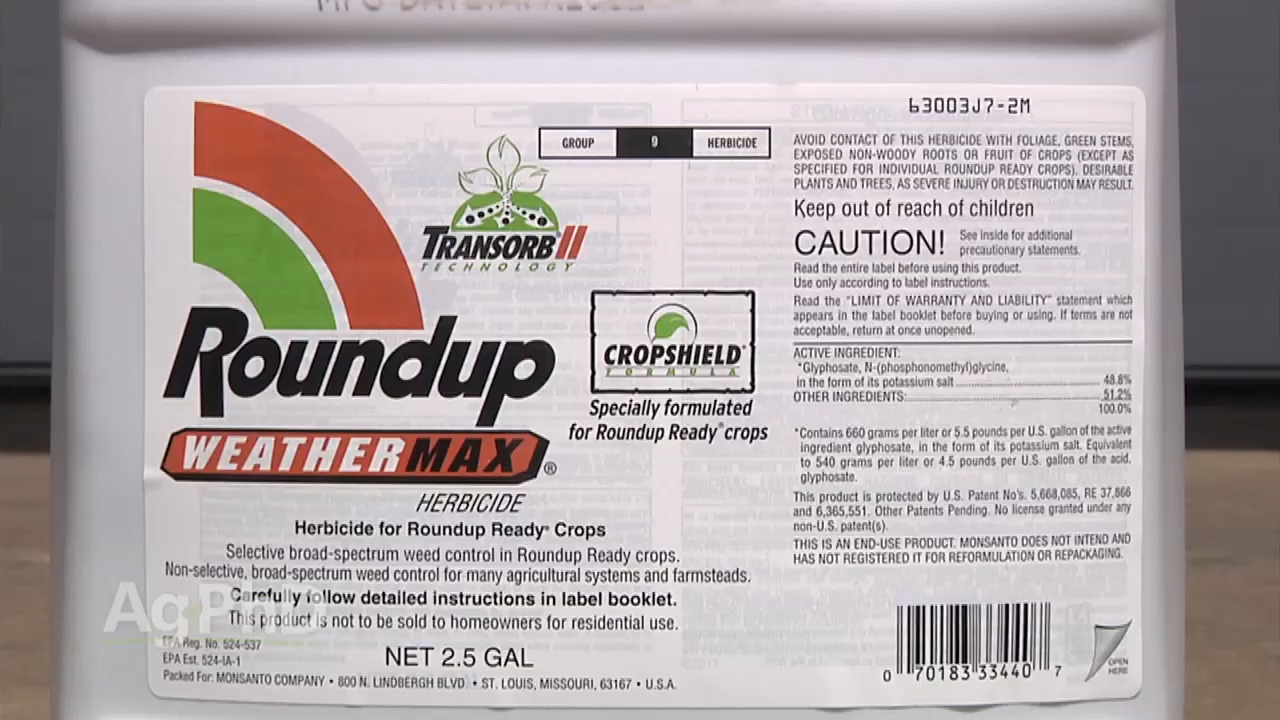 63003J7-2M
GROUP 9 HERBICIDE
TRANSORB® II
TECHNOLOGY
Roundup
WEATHERMAX®
HERBICIDE
CROPSHIELD
FORMULA
Specially formulated
for Roundup Ready® crops
Herbicide for Roundup Ready® Crops
Selective broad-spectrum weed control in Roundup Ready crops.
Non-selective, broad-spectrum weed control for many agricultural systems and farmsteads.
Carefully follow detailed instructions in label booklet.
This product is not to be sold to homeowners for residential use.
EPA Reg. No. 524-537
EPA Est. 524-IA-1
NET 2.5 GAL
Packed For: MONSANTO COMPANY • 800 N. LINDBERGH BLVD. • ST. LOUIS, MISSOURI, 63167 • U.S.A.
AVOID CONTACT OF THIS HERBICIDE WITH FOLIAGE, GREEN STEMS,
EXPOSED NON-WOODY ROOTS OR FRUIT OF CROPS (EXCEPT AS
SPECIFIED FOR INDIVIDUAL ROUNDUP READY CROPS), DESIRABLE
PLANTS AND TREES, AS SEVERE INJURY OR DESTRUCTION MAY RESULT.
Keep out of reach of children
CAUTION! See inside for additional
precautionary statements.
Read the entire label before using this product.
Use only according to label instructions.
Read the "LIMIT OF WARRANTY AND LIABILITY" statement which
appears in the label booklet before buying or using. If terms are not
acceptable, return at once unopened.
ACTIVE INGREDIENT:
*Glyphosate, N-(phosphonomethyl)glycine,
in the form of its potassium salt 48.8%
OTHER INGREDIENTS: 51.2%
100.0%
*Contains 660 grams per liter or 5.5 pounds per U.S. gallon of the active
ingredient glyphosate, in the form of its potassium salt. Equivalent
to 540 grams per liter or 4.5 pounds per U.S. gallon of the acid,
glyphosate.
This product is protected by U.S. Patent No's. 5,668,085, RE 37,866
and 6,365,551. Other Patents Pending. No license granted under any
non-U.S. patent(s).
THIS IS AN END-USE PRODUCT. MONSANTO DOES NOT INTEND AND
HAS NOT REGISTERED IT FOR REFORMULATION OR REPACKAGING.
0 70183 33440 7
OPEN
HERE